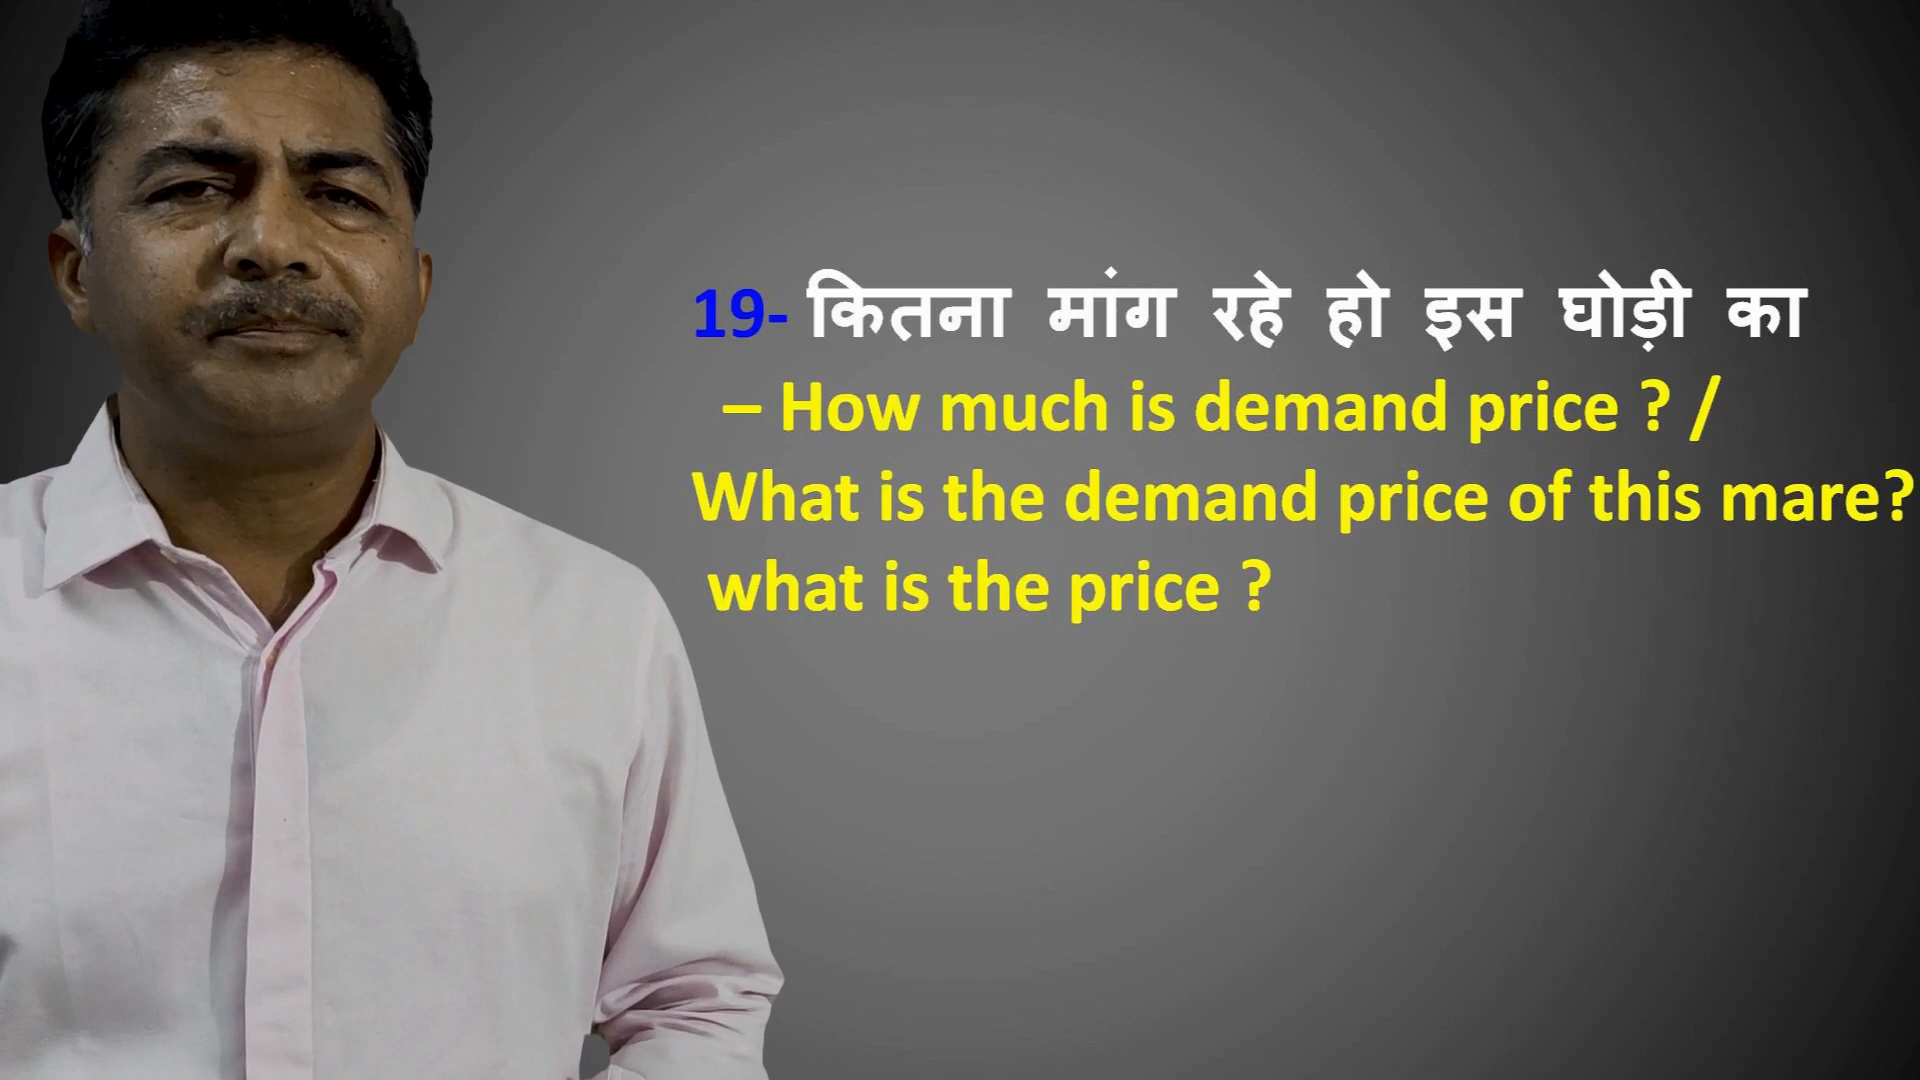 19- कितना मांग रहे हो इस घोड़ी का
– How much is demand price ? /
What is the demand price of this mare?
what is the price ?